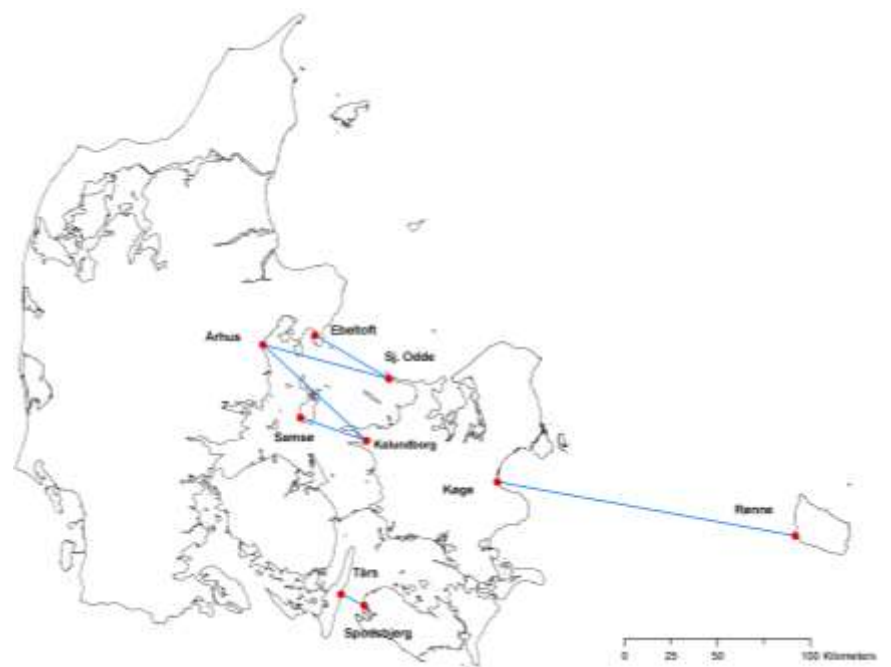 Århus
Ebeltoft
Sj. Odde
Samsø
Kalundborg
Køge
Rønne
Tårs
Spodsbjerg
0 25 50 100 Kilometers